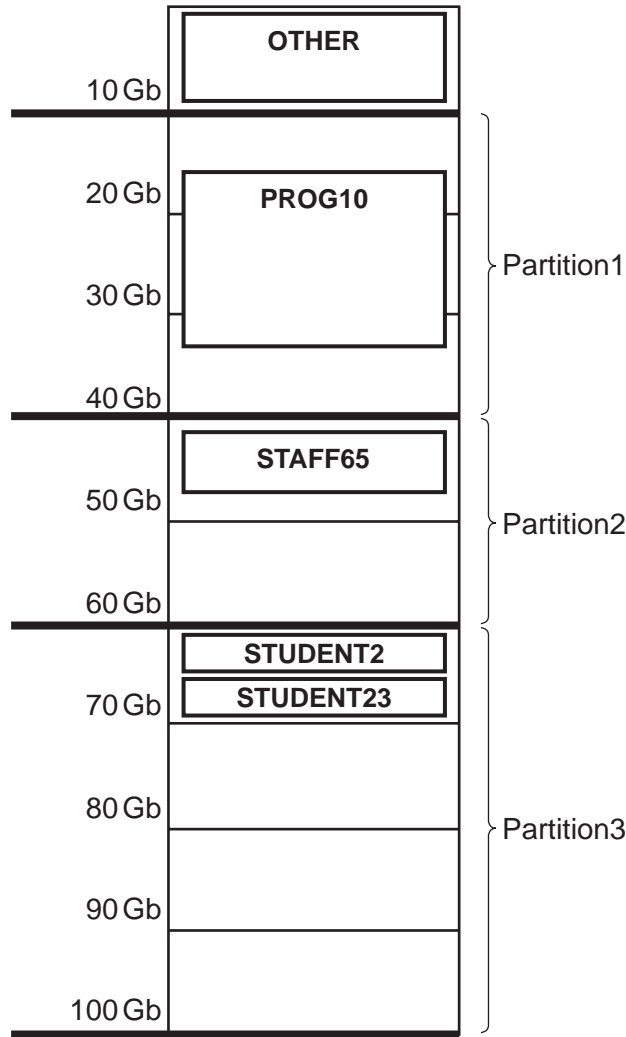 OTHER
10 Gb
20 Gb
PROG10
Partition1
30 Gb
40 Gb
STAFF65
50 Gb
Partition2
60 Gb
STUDENT2
STUDENT23
70 Gb
80 Gb
Partition3
90 Gb
100 Gb